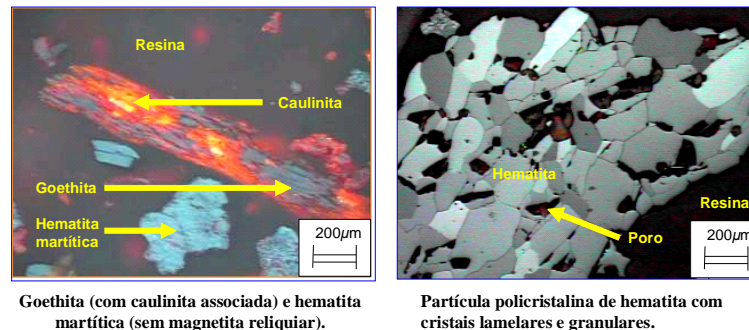 Resina
Caulinita
Goethita
Hematita
martítica
200µm
Goethita (com caulinita associada) e hematita
martítica (sem magnetita reliquiar).
Hematita
Resina
Poro
200µm
Partícula policristalina de hematita com
cristais lamelares e granulares.